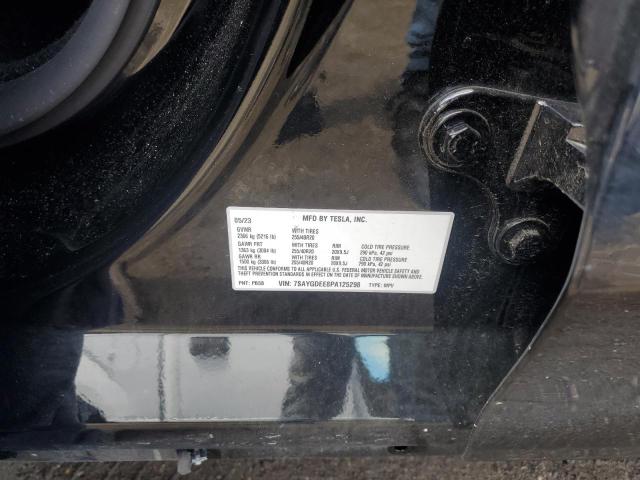 05/23 MFD BY TESLA, INC.
GVWR WITH TIRES
2366 kg (5216 lb) 255/40R20
GAWR FRT WITH TIRES RIM COLD TIRE PRESSURE
1363 kg (3004 lb) 255/40R20 20X9.5J 290 kPa, 42 psi
GAWR RR WITH TIRES RIM COLD TIRE PRESSURE
1500 kg (3306 lb) 255/40R20 20X9.5J 290 kPa, 42 psi
THIS VEHICLE CONFORMS TO ALL APPLICABLE U.S. FEDERAL MOTOR VEHICLE SAFETY AND
THEFT PREVENTION STANDARDS IN EFFECT ON THE DATE OF MANUFACTURE SHOWN ABOVE.
PNT: PBSB VIN: 7SAYGDEE8PA125298 TYPE: MPV